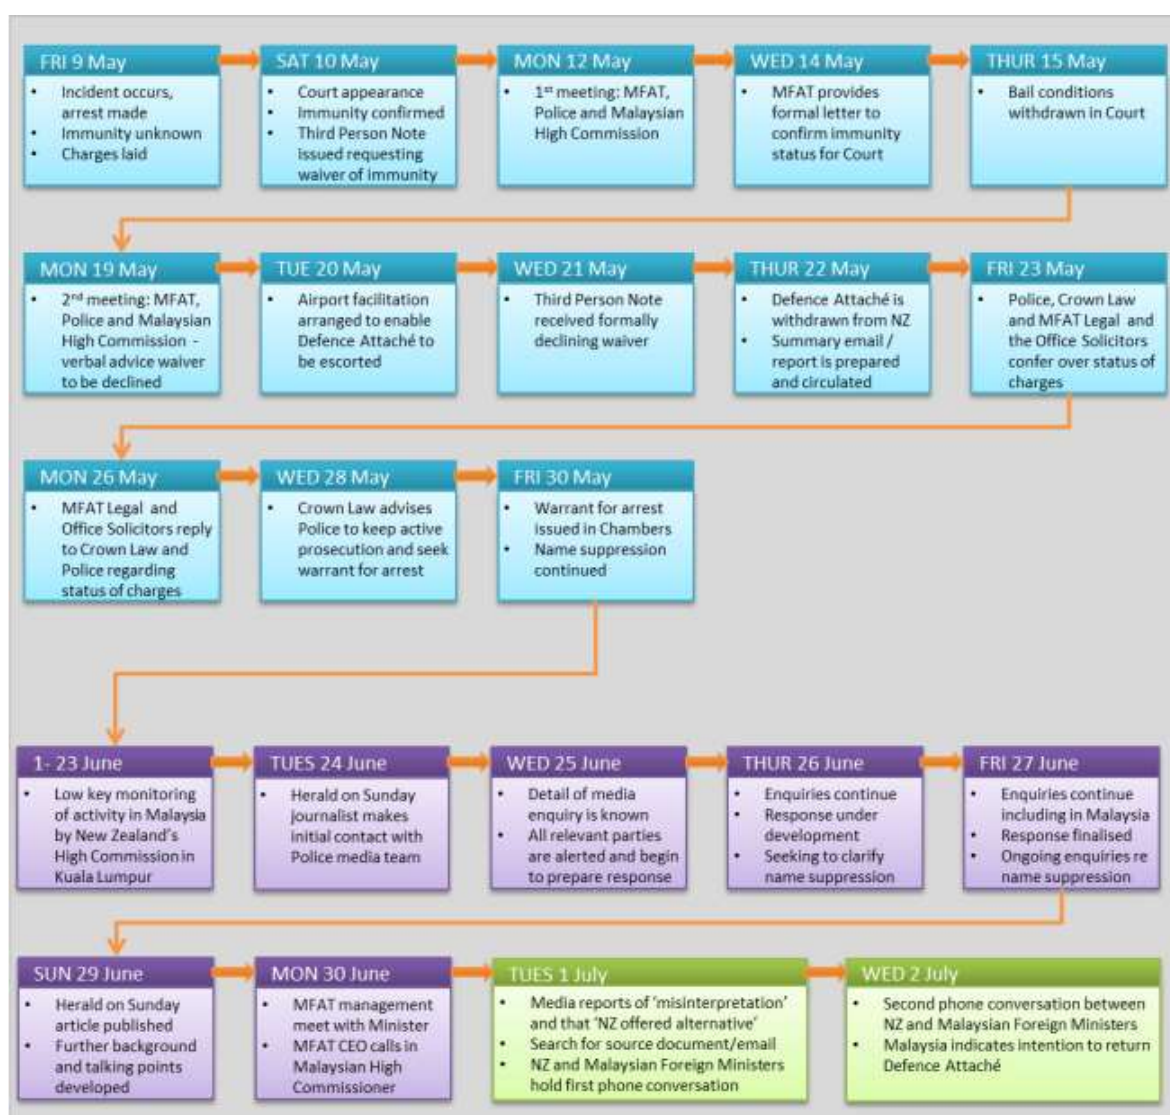 FRI 9 May
• Incident occurs,
arrest made
• Immunity unknown
• Charges laid
SAT 10 May
• Court appearance
• Immunity confirmed
• Third Person Note
issued requesting
waiver of immunity
MON 12 May
• 1st meeting: MFAT,
Police and Malaysian
High Commission
WED 14 May
• MFAT provides
formal letter to
confirm immunity
status for Court
THUR 15 May
• Bail conditions
withdrawn in Court
MON 19 May
• 2nd meeting: MFAT,
Police and Malaysian
High Commission -
verbal advice waiver
to be declined
TUE 20 May
• Airport facilitation
arranged to enable
Defence Attaché to
be escorted
WED 21 May
• Third Person Note
received formally
declining waiver
THUR 22 May
• Defence Attaché is
withdrawn from NZ
• Summary email /
report is prepared
and circulated
FRI 23 May
• Police, Crown Law
and MFAT Legal and
the Office Solicitors
confer over status of
charges
MON 26 May
• MFAT Legal and
Office Solicitors reply
to Crown Law and
Police regarding
status of charges
WED 28 May
• Crown Law advises
Police to keep active
prosecution and seek
warrant for arrest
FRI 30 May
• Warrant for arrest
issued in Chambers
• Name suppression
continued
1- 23 June
• Low key monitoring
of activity in Malaysia
by New Zealand's
High Commission in
Kuala Lumpur
TUES 24 June
• Herald on Sunday
journalist makes
initial contact with
Police media team
WED 25 June
• Detail of media
enquiry is known
• All relevant parties
are alerted and begin
to prepare response
THUR 26 June
• Enquiries continue
• Response under
development
• Seeking to clarify
name suppression
FRI 27 June
• Enquiries continue
including in Malaysia
• Response finalised
• Ongoing enquiries re
name suppression
SUN 29 June
• Herald on Sunday
article published
• Further background
and talking points
developed
MON 30 June
• MFAT management
meet with Minister
• MFAT CEO calls in
Malaysian High
Commissioner
TUES 1 July
• Media reports of 'misinterpretation'
and that 'NZ offered alternative'
• Search for source document/email
• NZ and Malaysian Foreign Ministers
hold first phone conversation
WED 2 July
• Second phone conversation between
NZ and Malaysian Foreign Ministers
• Malaysia indicates intention to return
Defence Attaché